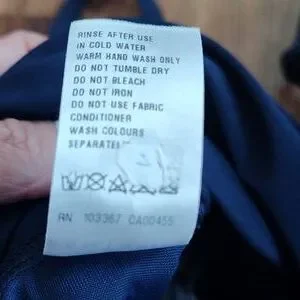 RINSE AFTER USE
IN COLD WATER
WARM HAND WASH ONLY
DO NOT TUMBLE DRY
DO NOT BLEACH
DO NOT IRON
DO NOT USE FABRIC
CONDITIONER
WASH COLOURS
SEPARATELY
RN 103367 CA00455